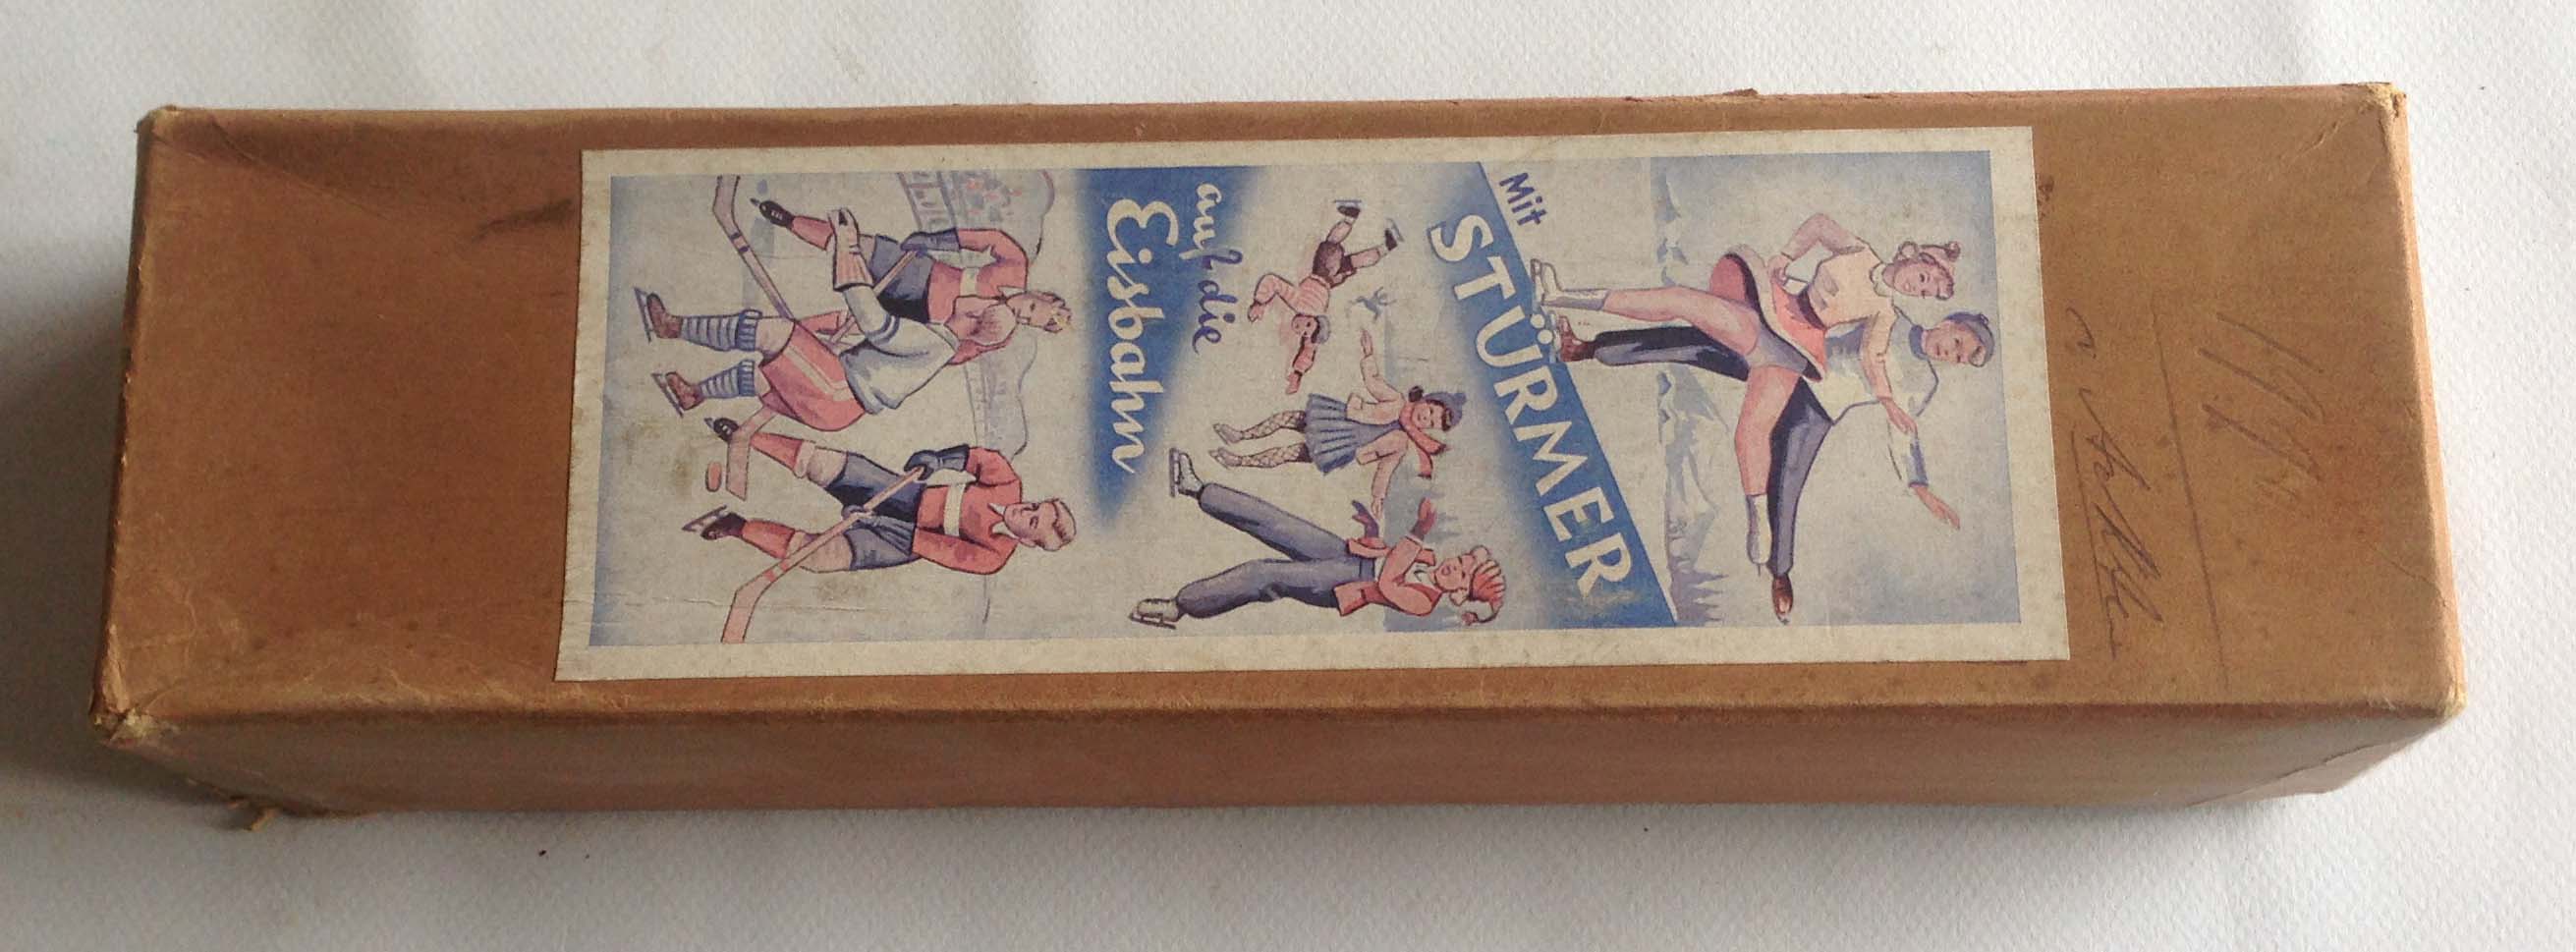 Mit
STÜRMER
auf die
Eisbahn